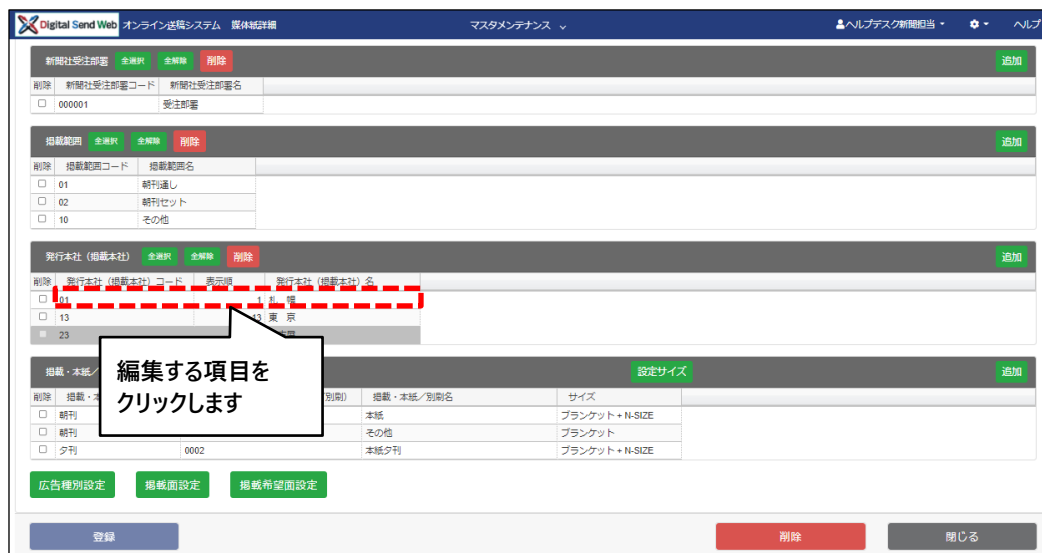 Digital Send Web オンライン送稿システム 媒体紙詳細 マスタメンテナンス ヘルプデスク新聞担当 ヘルプ
新聞社受注部署 全選択 全解除 削除 追加
削除 新聞社受注部署コード 新聞社受注部署名
000001 受注部署
掲載範囲 全選択 全解除 削除 追加
削除 掲載範囲コード 掲載範囲名
01 朝刊通し
02 朝刊セット
10 その他
発行本社（掲載本社） 全選択 全解除 削除 追加
削除 発行本社（掲載本社）コード 表示順 発行本社（掲載本社）名
01 1 札 幌
13 13 東 京
23
編集する項目を
クリックします
掲載・本紙／ 設定サイズ 追加
削除 掲載・本 別刷） 掲載・本紙／別刷名 サイズ
朝刊 本紙 ブランケット + N-SIZE
朝刊 その他 ブランケット
夕刊 0002 本紙夕刊 ブランケット + N-SIZE
広告種別設定 掲載面設定 掲載希望面設定
登録 削除 閉じる